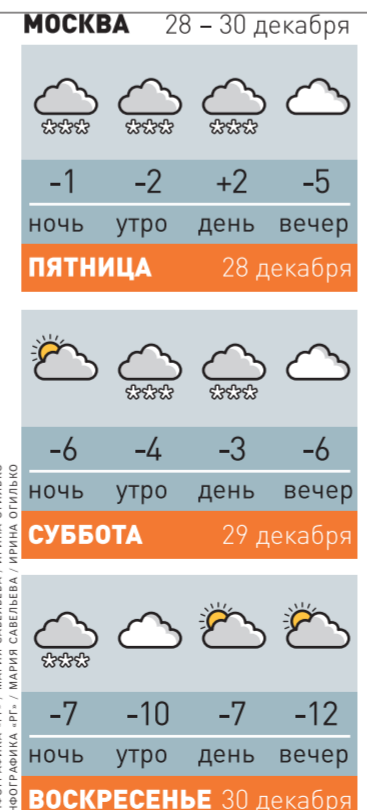 МОСКВА 28 – 30 декабря
-1 -2 +2 -5
ночь утро день вечер
ПЯТНИЦА 28 декабря
-6 -4 -3 -6
ночь утро день вечер
СУББОТА 29 декабря
-7 -10 -7 -12
ночь утро день вечер
ВОСКРЕСЕНЬЕ 30 декабря
НФОГРАФИКА «РГ» / МАРИЯ САВЕЛЬЕВА / ИРИНА ОГИЛЬКО